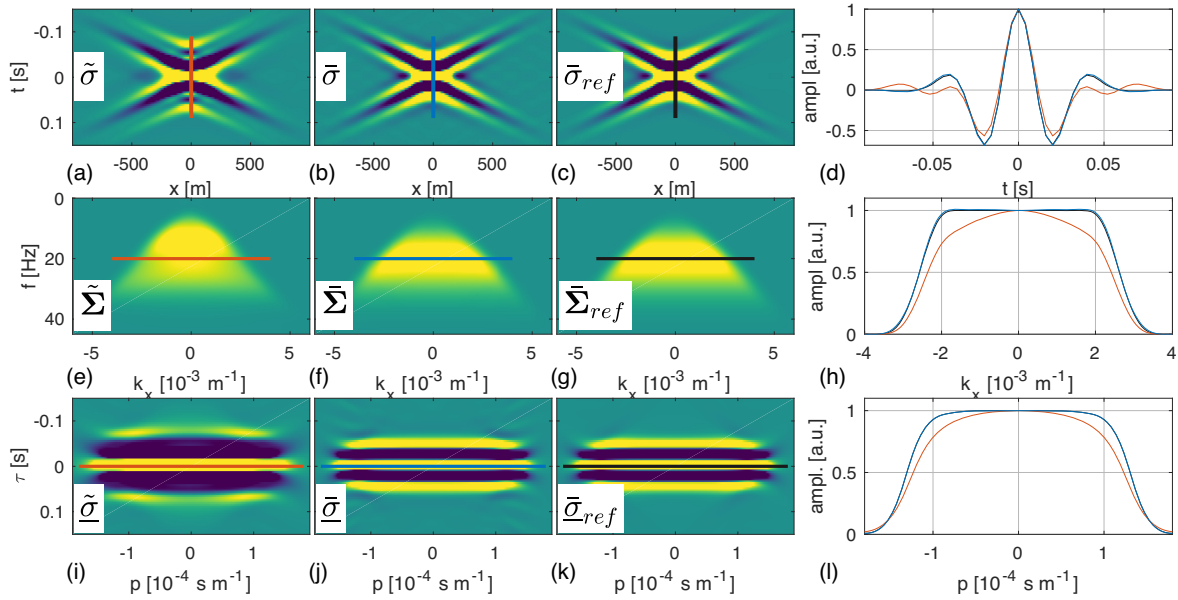 -0.1
0
0.1
t [s]
σ̃
(a)
-500 0 500
x [m]
σ̄
(b)
-500 0 500
x [m]
σ̄ref
(c)
-500 0 500
x [m]
1
0.5
0
-0.5
ampl [a.u.]
(d)
-0.05 0 0.05
t [s]
0
20
40
f [Hz]
Σ̃
(e)
-5 0 5
kx [10-3 m-1]
Σ̄
(f)
-5 0 5
kx [10-3 m-1]
Σ̄ref
(g)
-5 0 5
kx [10-3 m-1]
1
0.5
0
ampl [a.u.]
(h)
-4 -2 0 2 4
kx [10-3 m-1]
-0.1
0
0.1
τ [s]
σ̃
(i)
-1 0 1
p [10-4 s m-1]
σ̄
(j)
-1 0 1
p [10-4 s m-1]
σ̄ref
(k)
-1 0 1
p [10-4 s m-1]
1
0.5
0
ampl. [a.u.]
(l)
-1 0 1
p [10-4 s m-1]